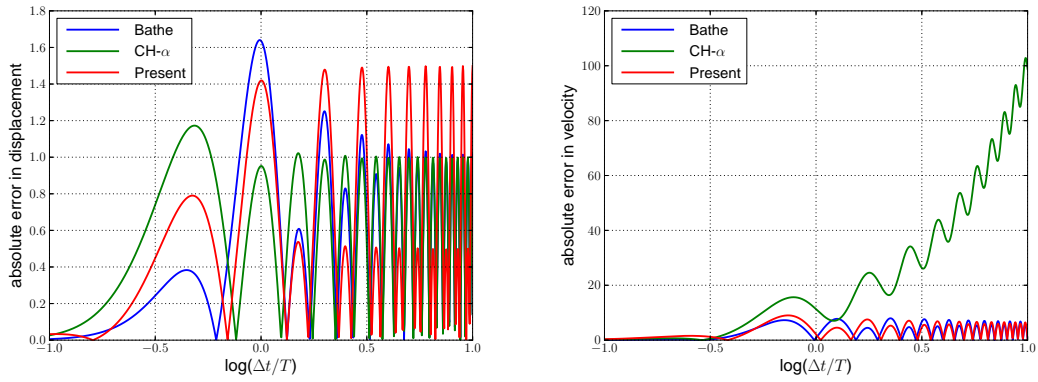 absolute error in displacement
1.8
1.6
1.4
1.2
1.0
0.8
0.6
0.4
0.2
0.0
Bathe
CH-α
Present
−1.0
−0.5
0.0
0.5
1.0
log(Δt/T)
absolute error in velocity
120
100
80
60
40
20
0
Bathe
CH-α
Present
−1.0
−0.5
0.0
0.5
1.0
log(Δt/T)